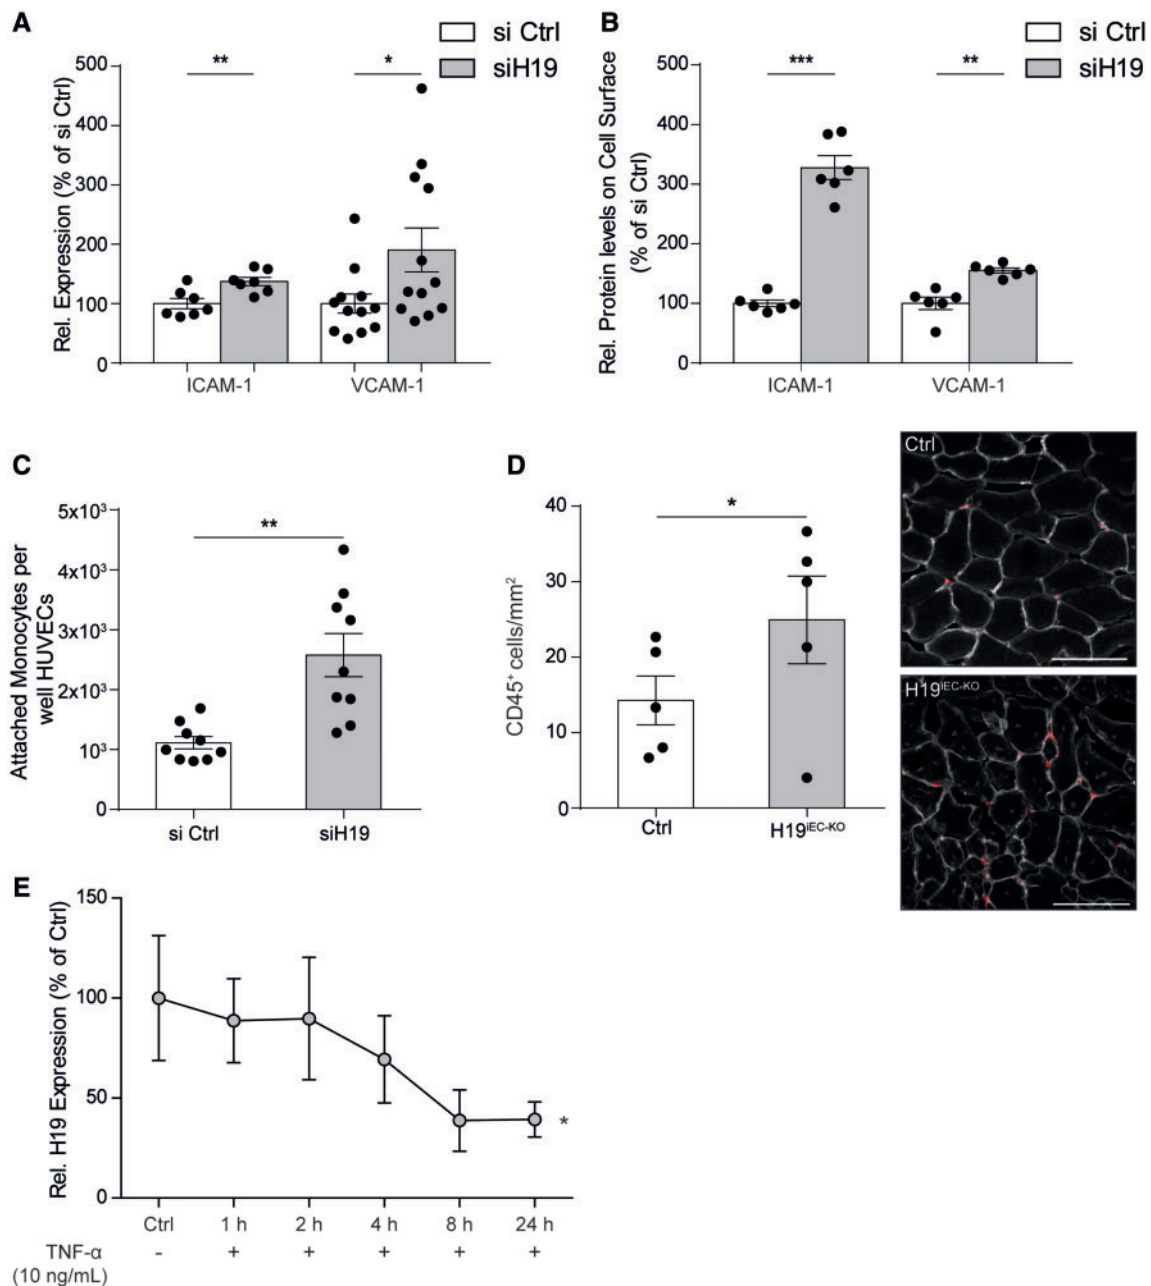 A
si Ctrl
siH19
Rel. Expression (% of si Ctrl)
500
400
300
200
100
0
**
*
ICAM-1
VCAM-1
B
si Ctrl
siH19
Rel. Protein levels on Cell Surface
(% of si Ctrl)
500
400
300
200
100
0
***
**
ICAM-1
VCAM-1
C
Attached Monocytes per
well HUVECs
5x10³
4x10³
3x10³
2x10³
10³
0
**
si Ctrl
siH19
D
CD45⁺ cells/mm²
40
30
20
10
0
*
Ctrl
H19ⁱᴱᶜ⁻ᴷᴼ
Ctrl
H19ⁱᴱᶜ⁻ᴷᴼ
E
Rel. H19 Expression (% of Ctrl)
150
100
50
0
*
Ctrl 1 h 2 h 4 h 8 h 24 h
TNF-α - + + + + +
(10 ng/mL)